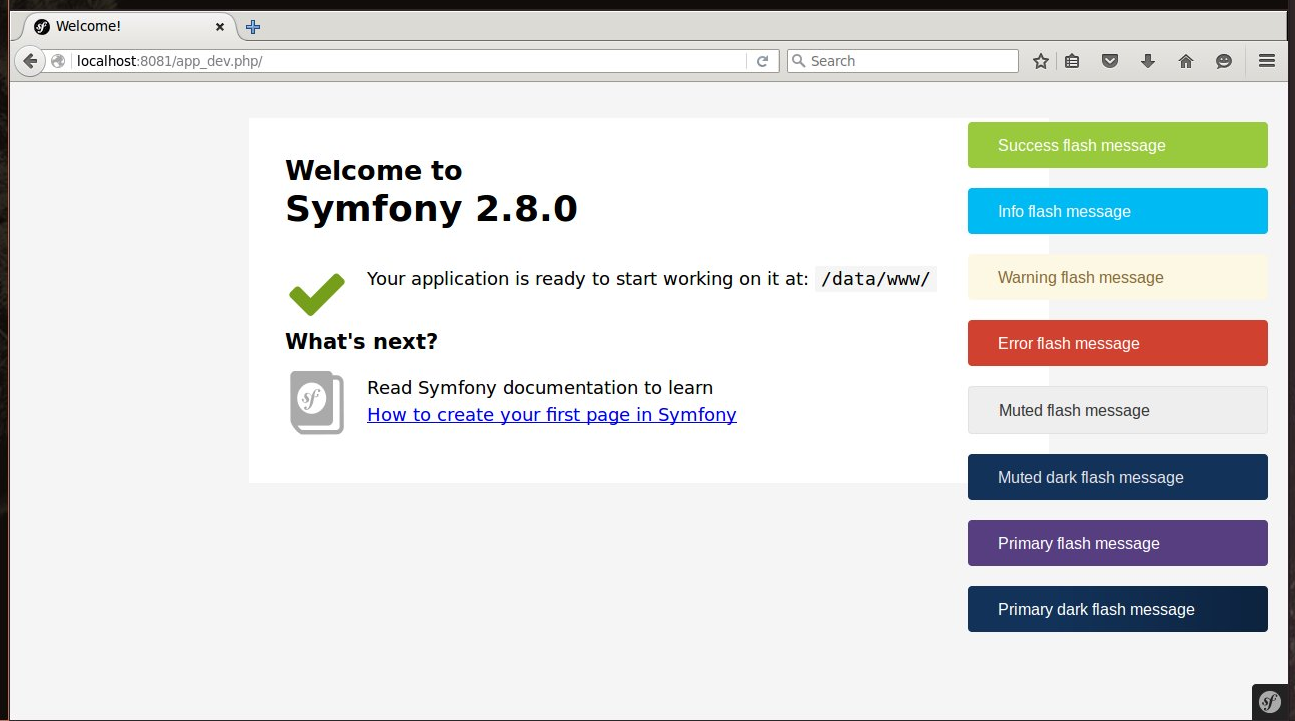 Welcome!
localhost:8081/app_dev.php/
Search
Welcome to
Symfony 2.8.0
Your application is ready to start working on it at: /data/www/
What's next?
sf
Read Symfony documentation to learn
How to create your first page in Symfony
Success flash message
Info flash message
Warning flash message
Error flash message
Muted flash message
Muted dark flash message
Primary flash message
Primary dark flash message
sf